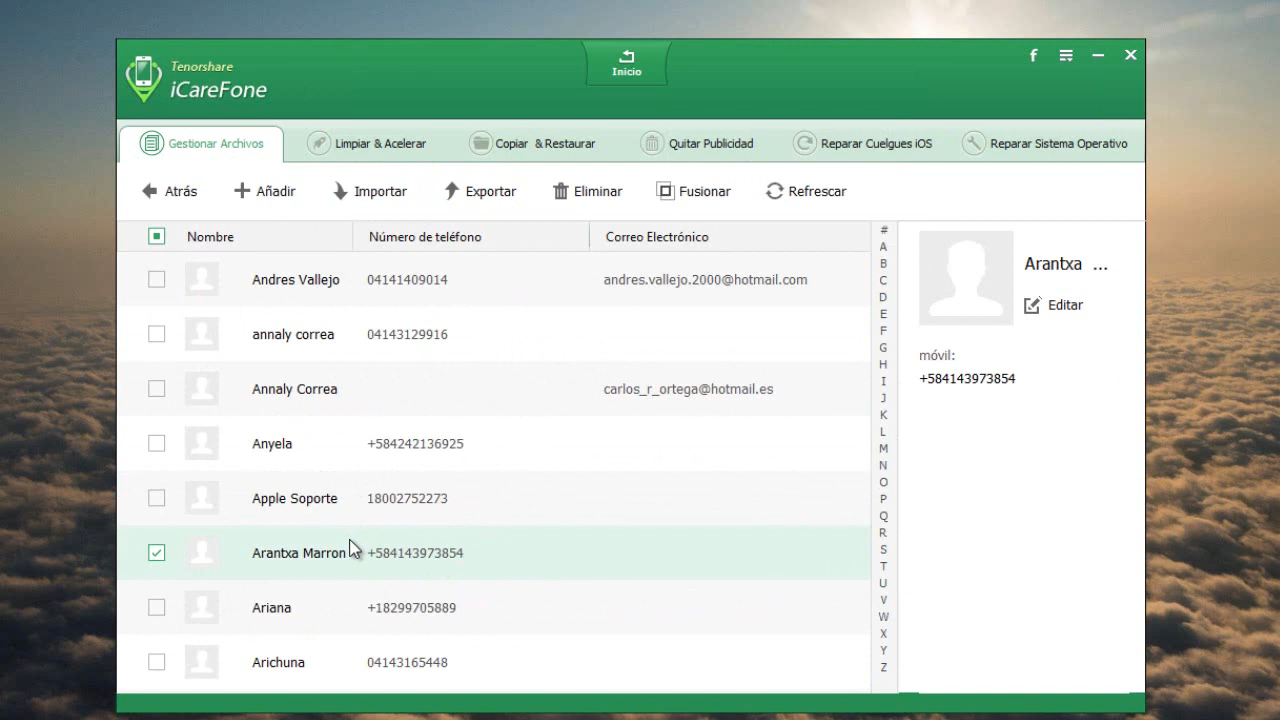 Tenorshare
iCareFone
Inicio
f
Gestionar Archivos
Limpiar & Acelerar
Copiar & Restaurar
Quitar Publicidad
Reparar Cuelgues iOS
Reparar Sistema Operativo
Atrás
Añadir
Importar
Exportar
Eliminar
Fusionar
Refrescar
Nombre Número de teléfono Correo Electrónico
Andres Vallejo 04141409014 andres.vallejo.2000@hotmail.com
annaly correa 04143129916
Annaly Correa carlos_r_ortega@hotmail.es
Anyela +584242136925
Apple Soporte 18002752273
Arantxa Marron +584143973854
Ariana +18299705889
Arichuna 04143165448
#
A
B
C
D
E
F
G
H
I
J
K
L
M
N
O
P
Q
R
S
T
U
V
W
X
Y
Z
Arantxa ...
Editar
móvil:
+584143973854